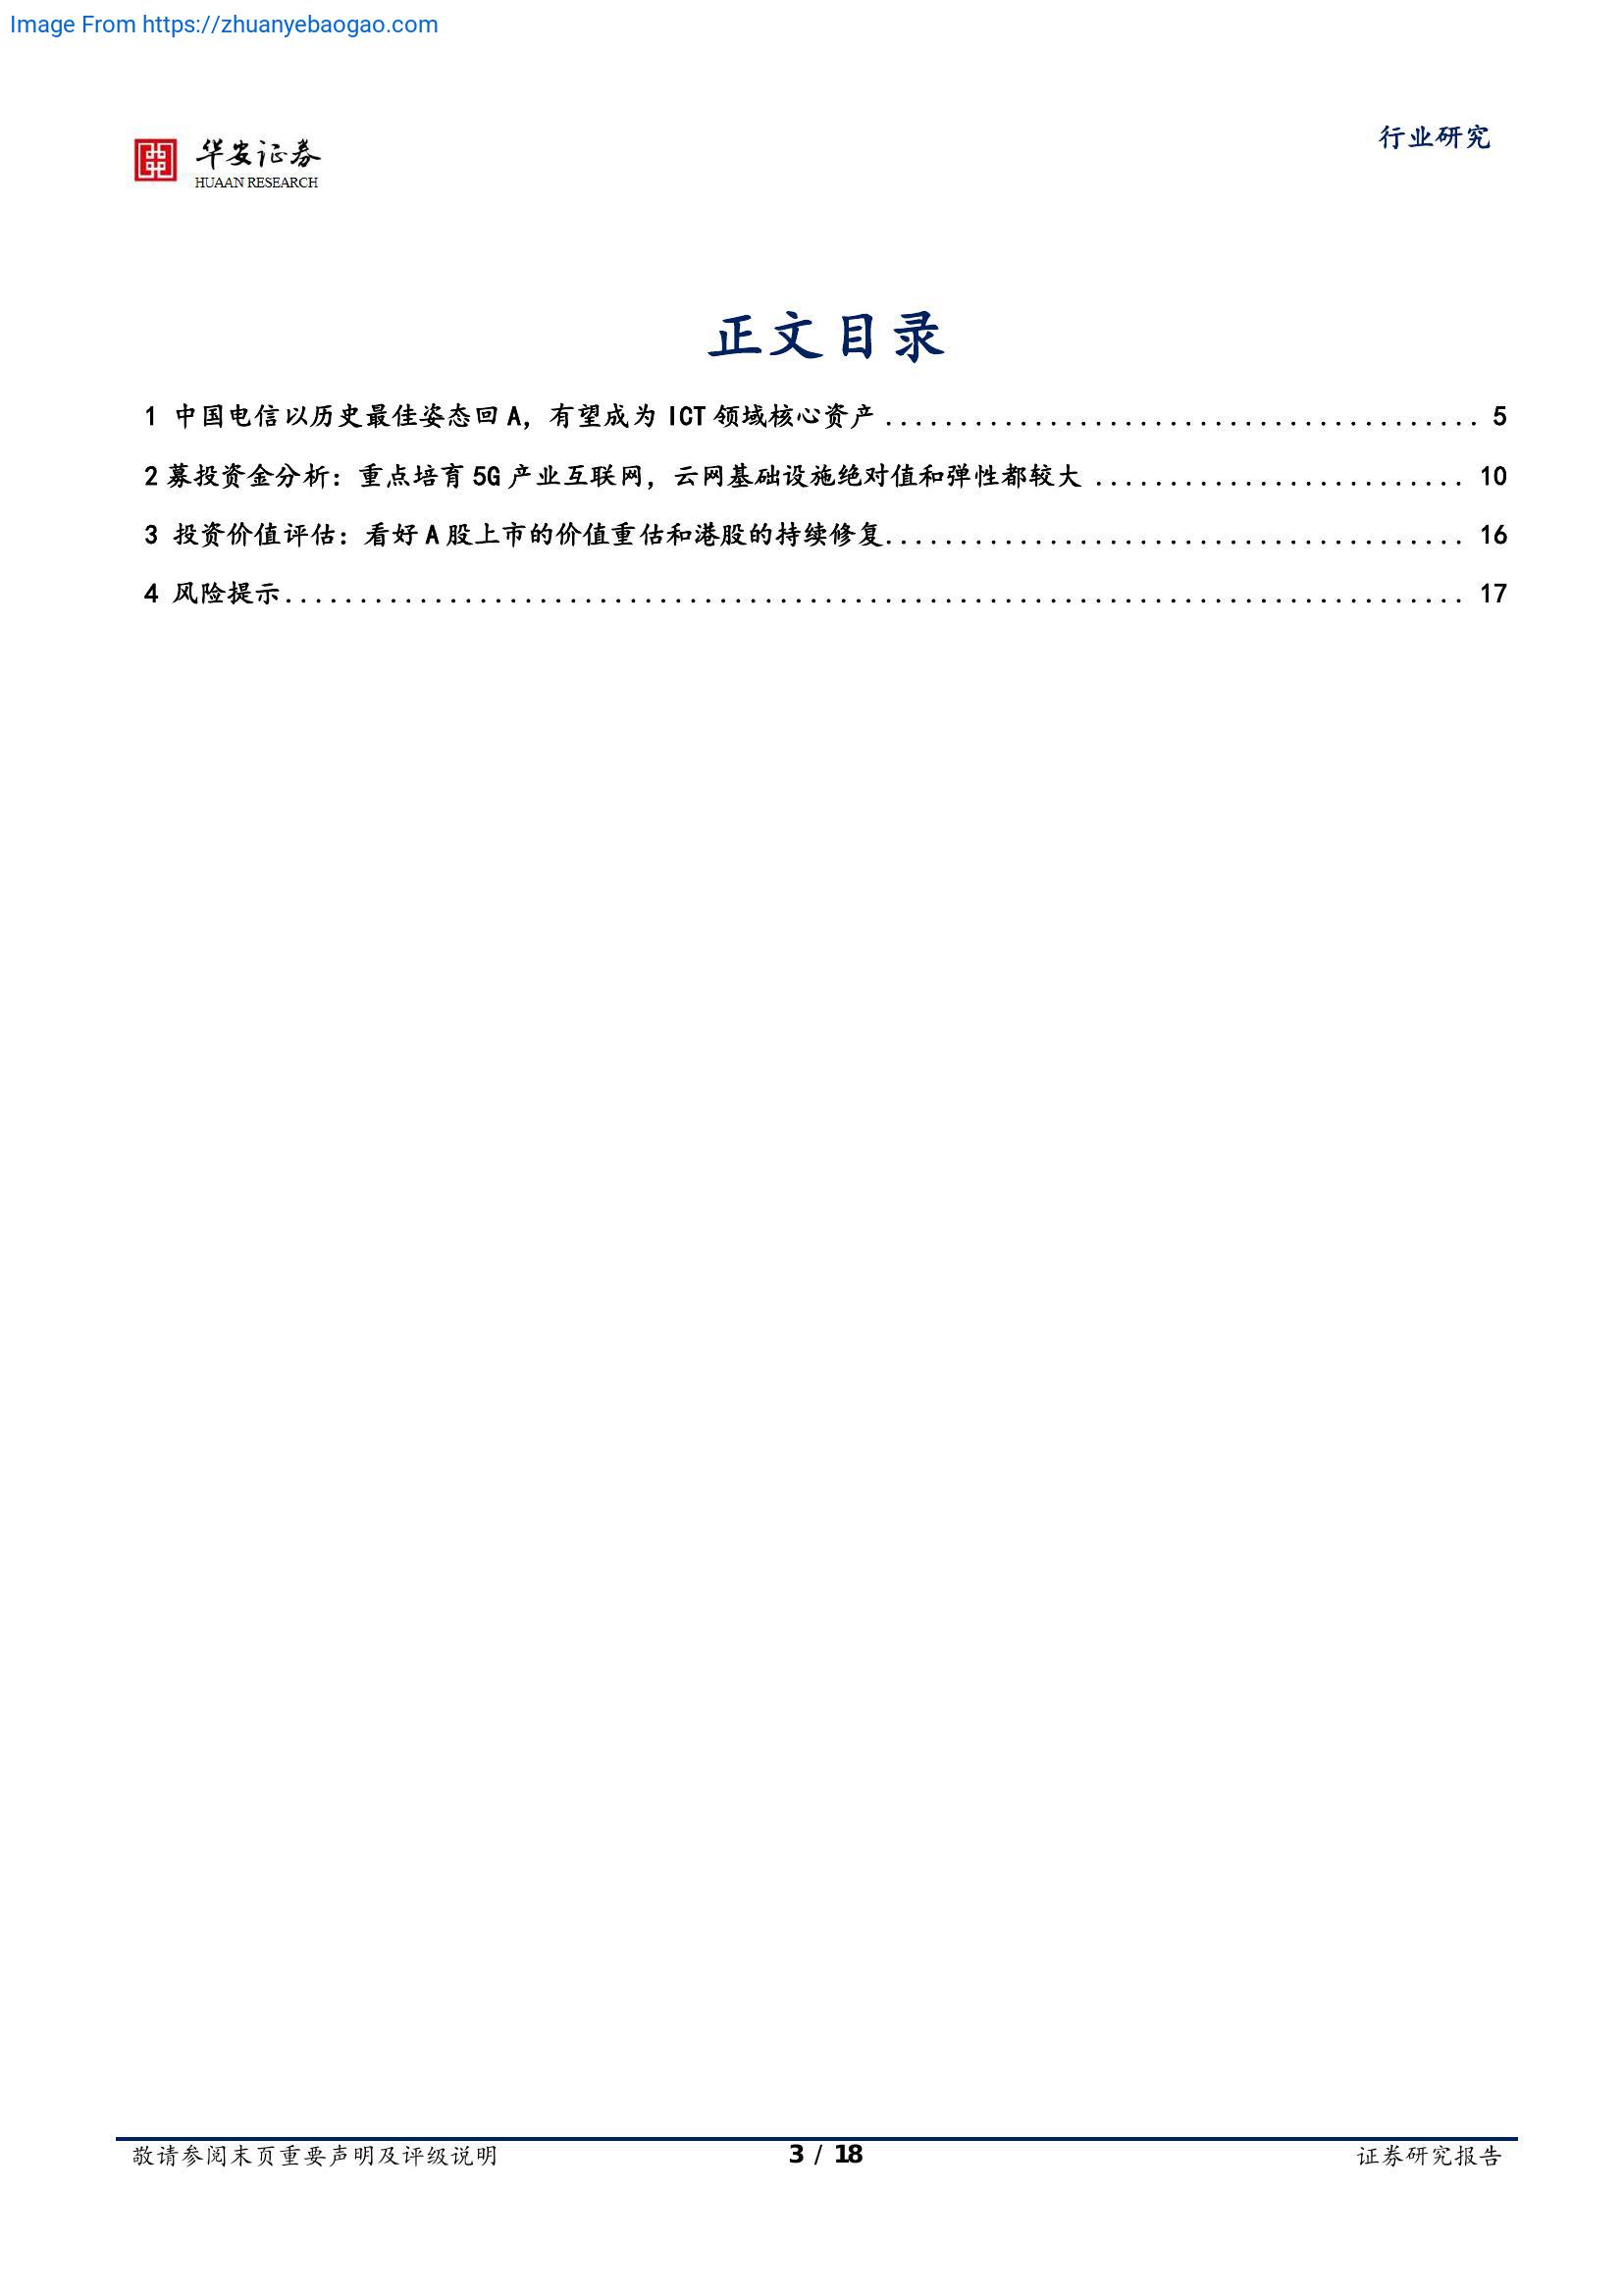 Image From https://zhuanyebaogao.com
华安证券
HUAAN RESEARCH
行业研究
正文目录
1 中国电信以历史最佳姿态回 A，有望成为 ICT 领域核心资产 ........................................ 5
2 募投资金分析：重点培育 5G 产业互联网，云网基础设施绝对值和弹性都较大 ......................... 10
3 投资价值评估：看好 A 股上市的价值重估和港股的持续修复....................................... 16
4 风险提示............................................................................... 17
敬请参阅末页重要声明及评级说明
3 / 18
证券研究报告